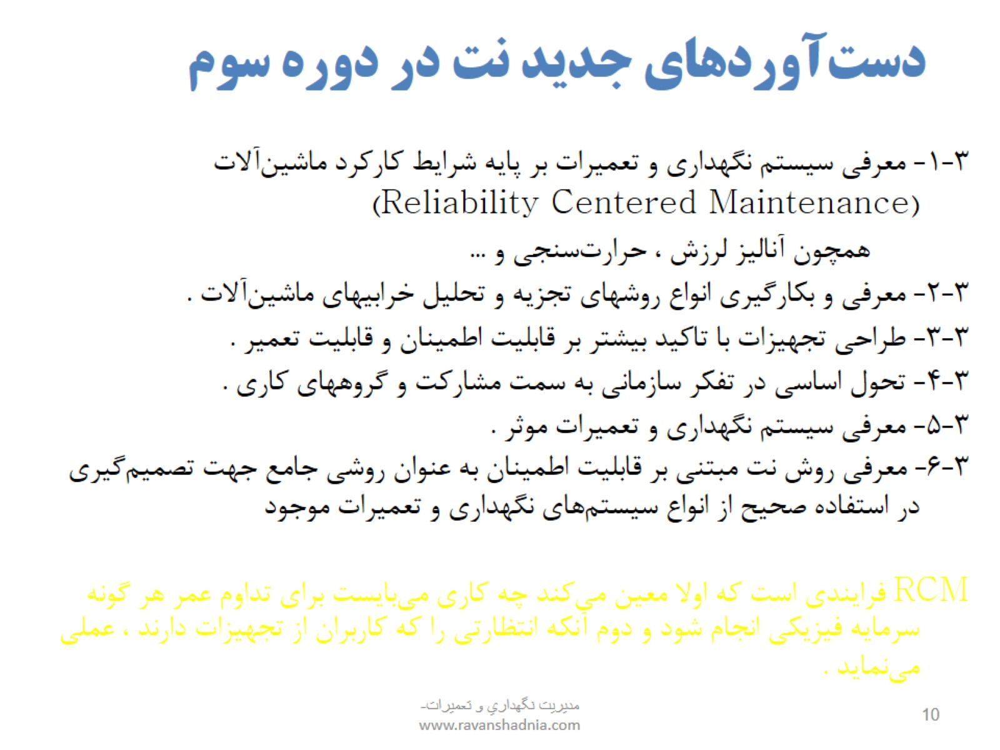 دست‌آوردهای جدید نت در دوره سوم
۳-۱- معرفی سیستم نگهداری و تعمیرات بر پایه شرایط کارکرد ماشین‌آلات
(Reliability Centered Maintenance)
همچون آنالیز لرزش ، حرارت‌سنجی و ...
۳-۲- معرفی و بکارگیری انواع روشهای تجزیه و تحلیل خرابیهای ماشین‌آلات .
۳-۳- طراحی تجهیزات با تاکید بیشتر بر قابلیت اطمینان و قابلیت تعمیر .
۳-۴- تحول اساسی در تفکر سازمانی به سمت مشارکت و گروههای کاری .
۳-۵- معرفی سیستم نگهداری و تعمیرات موثر .
۳-۶- معرفی روش نت مبتنی بر قابلیت اطمینان به عنوان روشی جامع جهت تصمیم‌گیری
در استفاده صحیح از انواع سیستم‌های نگهداری و تعمیرات موجود
RCM فرایندی است که اولا معین می‌کند چه کاری می‌بایست برای تداوم عمر هر گونه
سرمایه فیزیکی انجام شود و دوم آنکه انتظارتی را که کاربران از تجهیزات دارند ، عملی
می‌نماید .
مديريت نگهداري و تعميرات-
www.ravanshadnia.com
10